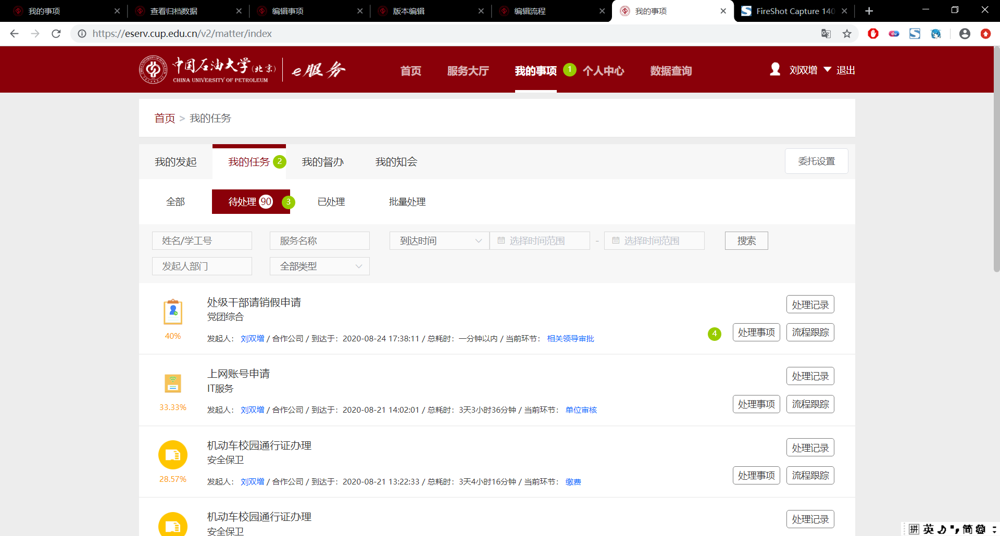 我的事项
查看归档数据
编辑事项
版本编辑
编辑流程
我的事项
FireShot Capture 140
https://eserv.cup.edu.cn/v2/matter/index
中国石油大学(北京)
CHINA UNIVERSITY OF PETROLEUM
e服务
首页
服务大厅
我的事项
1
个人中心
数据查询
刘双增
退出
首页 > 我的任务
我的发起
我的任务
2
我的督办
我的知会
委托设置
全部
待处理 90
3
已处理
批量处理
姓名/学工号
服务名称
到达时间
选择时间范围
-
选择时间范围
搜索
发起人部门
全部类型
处级干部请销假申请
党团综合
40%
发起人： 刘双增 / 合作公司 / 到达于：2020-08-24 17:38:11 / 总耗时：一分钟以内 / 当前环节： 相关领导审批
处理记录
4
处理事项
流程跟踪
上网账号申请
IT服务
33.33%
发起人： 刘双增 / 合作公司 / 到达于：2020-08-21 14:02:01 / 总耗时：3天3小时36分钟 / 当前环节： 单位审核
处理记录
处理事项
流程跟踪
机动车校园通行证办理
安全保卫
28.57%
发起人： 刘双增 / 合作公司 / 到达于：2020-08-21 13:22:33 / 总耗时：3天4小时16分钟 / 当前环节： 缴费
处理记录
处理事项
流程跟踪
机动车校园通行证办理
安全保卫
处理记录
拼 英 简